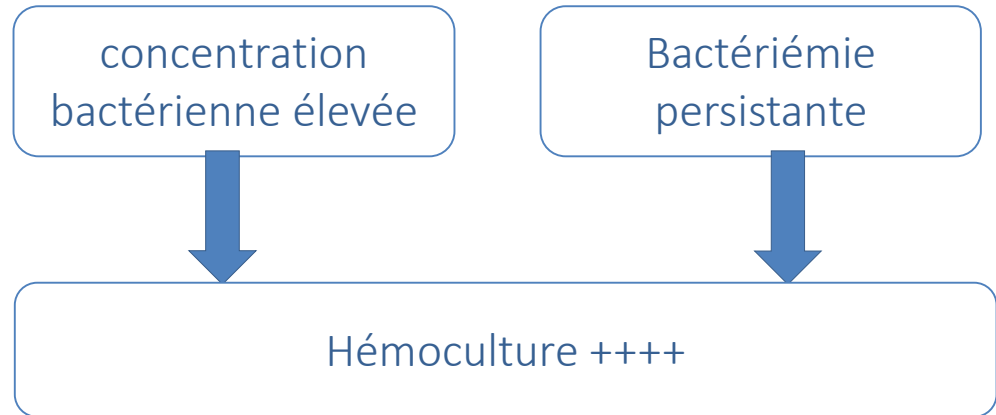 concentration
bactérienne élevée
Bactériémie
persistante
Hémoculture ++++